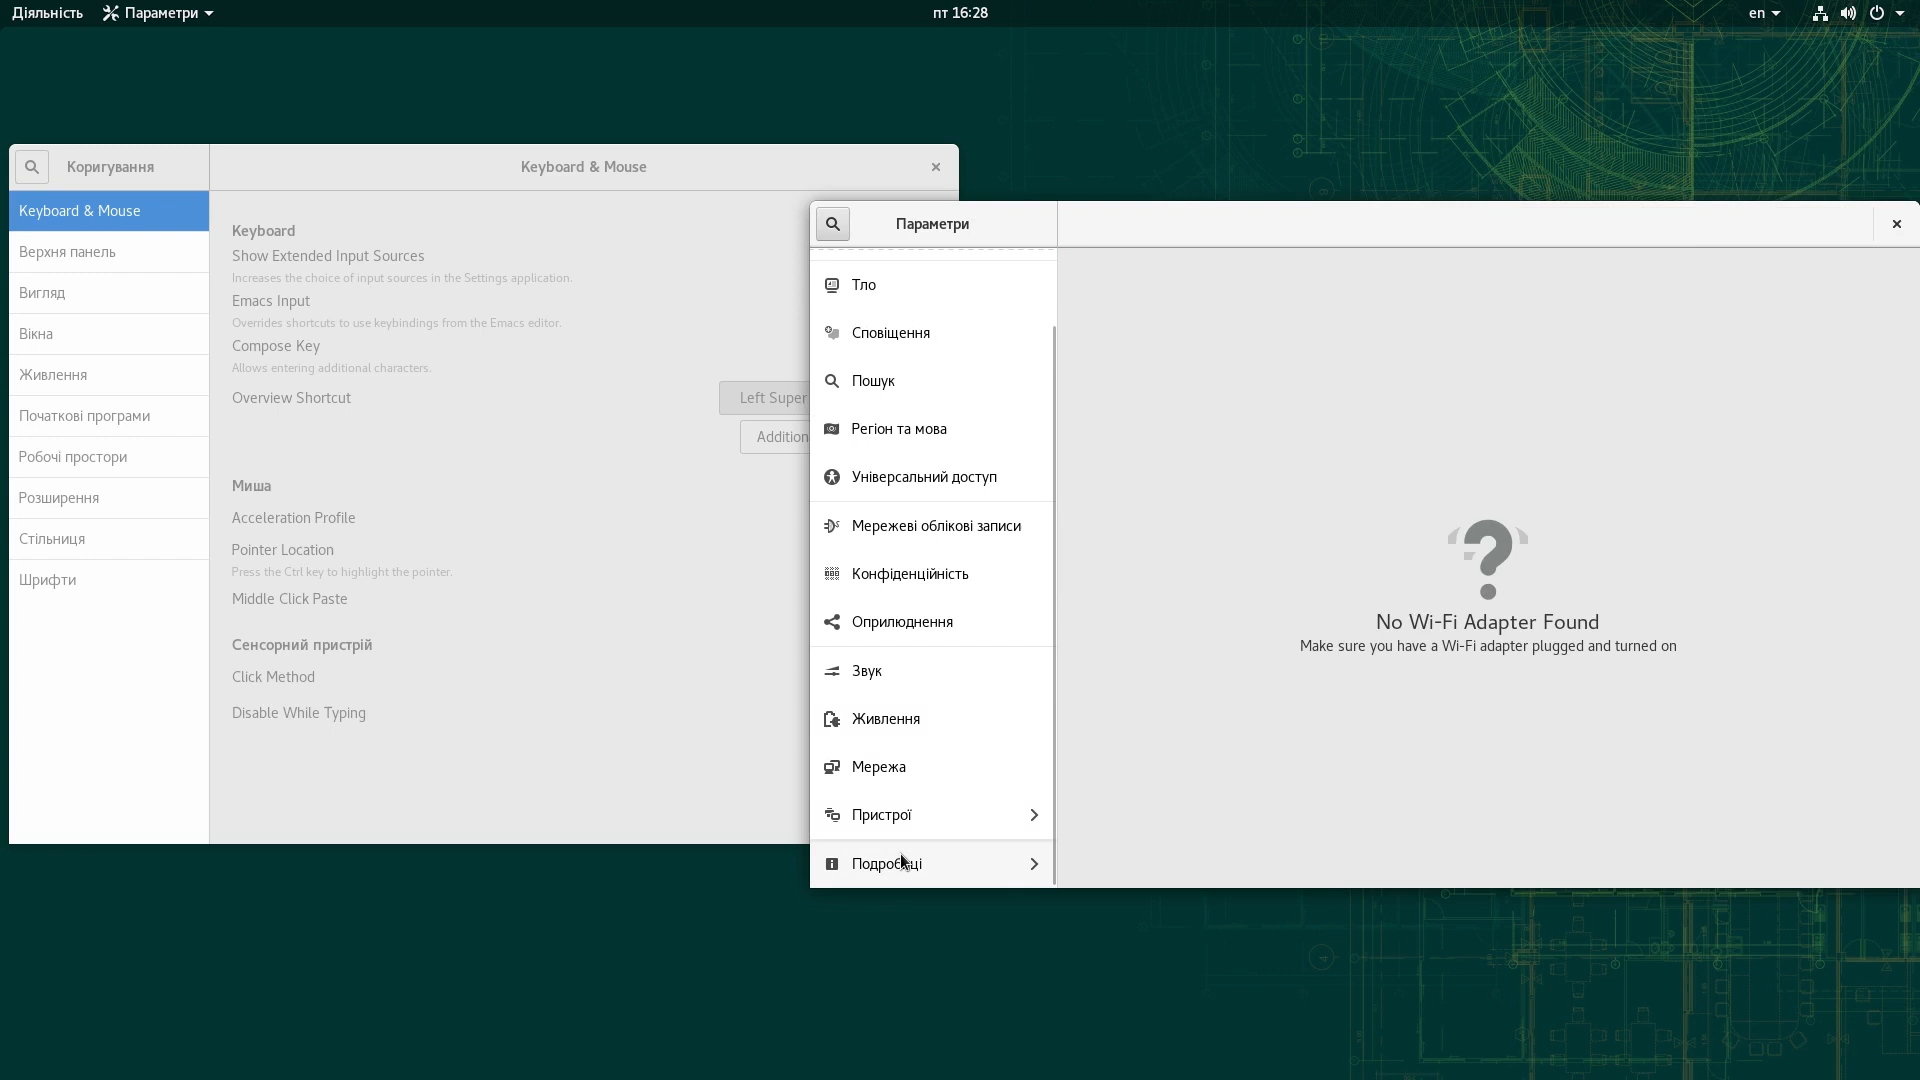 Діяльність
Параметри
пт 16:28
en
Коригування
Keyboard & Mouse
Keyboard & Mouse
Верхня панель
Вигляд
Вікна
Живлення
Початкові програми
Робочі простори
Розширення
Стільниця
Шрифти
Keyboard
Show Extended Input Sources
Increases the choice of input sources in the Settings application.
Emacs Input
Overrides shortcuts to use keybindings from the Emacs editor.
Compose Key
Allows entering additional characters.
Overview Shortcut
Left Super
Addition
Миша
Acceleration Profile
Pointer Location
Press the Ctrl key to highlight the pointer.
Middle Click Paste
Сенсорний пристрій
Click Method
Disable While Typing
Параметри
Тло
Сповіщення
Пошук
Регіон та мова
Універсальний доступ
Мережеві облікові записи
Конфіденційність
Оприлюднення
Звук
Живлення
Мережа
Пристрої
Подробиці
No Wi-Fi Adapter Found
Make sure you have a Wi-Fi adapter plugged and turned on